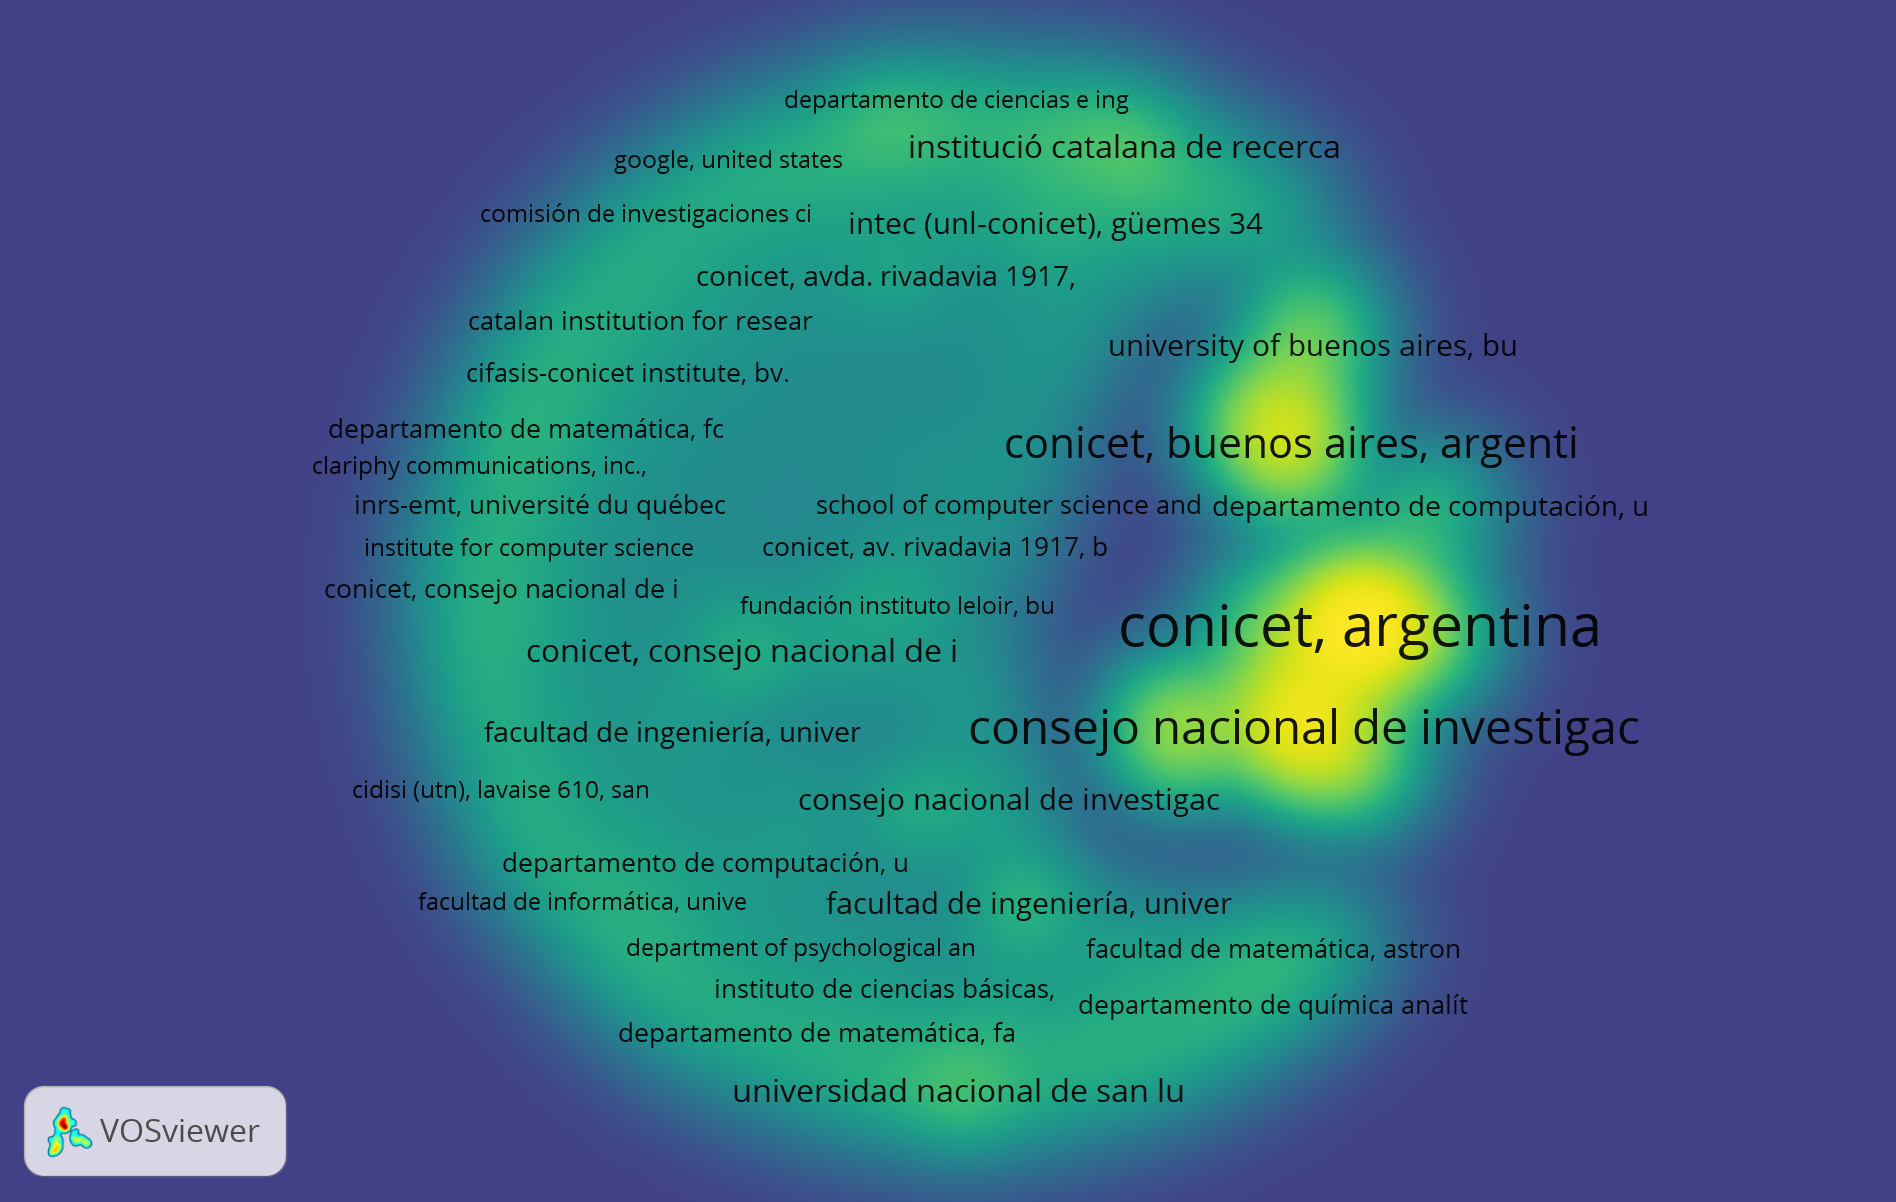 departamento de ciencias e ing
institució catalana de recerca
google, united states
comisión de investigaciones ci
intec (unl-conicet), güemes 34
conicet, avda. rivadavia 1917,
catalan institution for resear
university of buenos aires, bu
cifasis-conicet institute, bv.
departamento de matemática, fc
conicet, buenos aires, argenti
clariphy communications, inc.,
inrs-emt, université du québec
school of computer science and
departamento de computación, u
institute for computer science
conicet, av. rivadavia 1917, b
conicet, consejo nacional de i
fundación instituto leloir, bu
conicet, argentina
conicet, consejo nacional de i
facultad de ingeniería, univer
consejo nacional de investigac
cidisi (utn), lavaise 610, san
consejo nacional de investigac
departamento de computación, u
facultad de informática, unive
facultad de ingeniería, univer
department of psychological an
facultad de matemática, astron
instituto de ciencias básicas,
departamento de química analít
departamento de matemática, fa
universidad nacional de san lu
VOSviewer